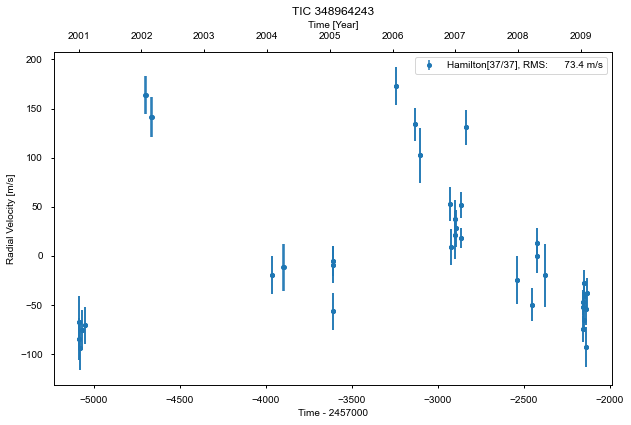 TIC 348964243
Time [Year]
2001 2002 2003 2004 2005 2006 2007 2008 2009
Hamilton[37/37], RMS: 73.4 m/s
Radial Velocity [m/s]
200
150
100
50
0
−50
−100
−5000 −4500 −4000 −3500 −3000 −2500 −2000
Time - 2457000